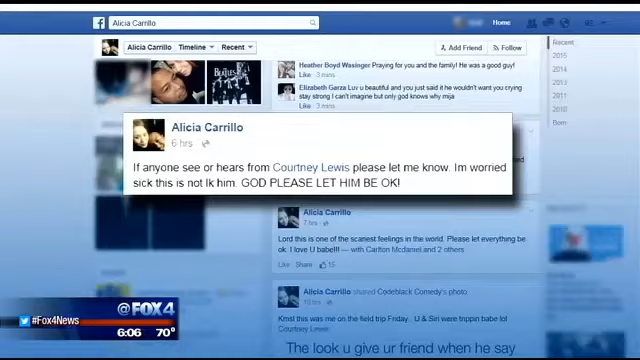 Alicia Carrillo
Home
Alicia Carrillo Timeline Recent
Add Friend Follow
Recent
2015
2014
2013
2012
2011
2010
Born
Heather Boyd Wasinger Praying for you and the family! He was a good guy!
Like 3 mins
Elizabeth Garza Luv u beautiful and you just said it he wouldn't want you crying
stay strong I can't imagine but only god knows why mija
Like 3 mins
THE BEATLES
Alicia Carrillo
6 hrs
If anyone see or hears from Courtney Lewis please let me know. Im worried
sick this is not lk him. GOD PLEASE LET HIM BE OK!
Alicia Carrillo
7 hrs
Lord this is one of the scariest feelings in the world. Please let everything be
ok. I love U babe!!! — with Carlton Mcdaniel and 2 others
Like Share 15
Alicia Carrillo shared Codeblack Comedy's photo
10 hrs
Kmsl this was me on the field trip Friday.. U & Siri were trippin babe lol
Courtney Lewis
The look u give ur friend when he say
@FOX4
#Fox4News
6:06 70°